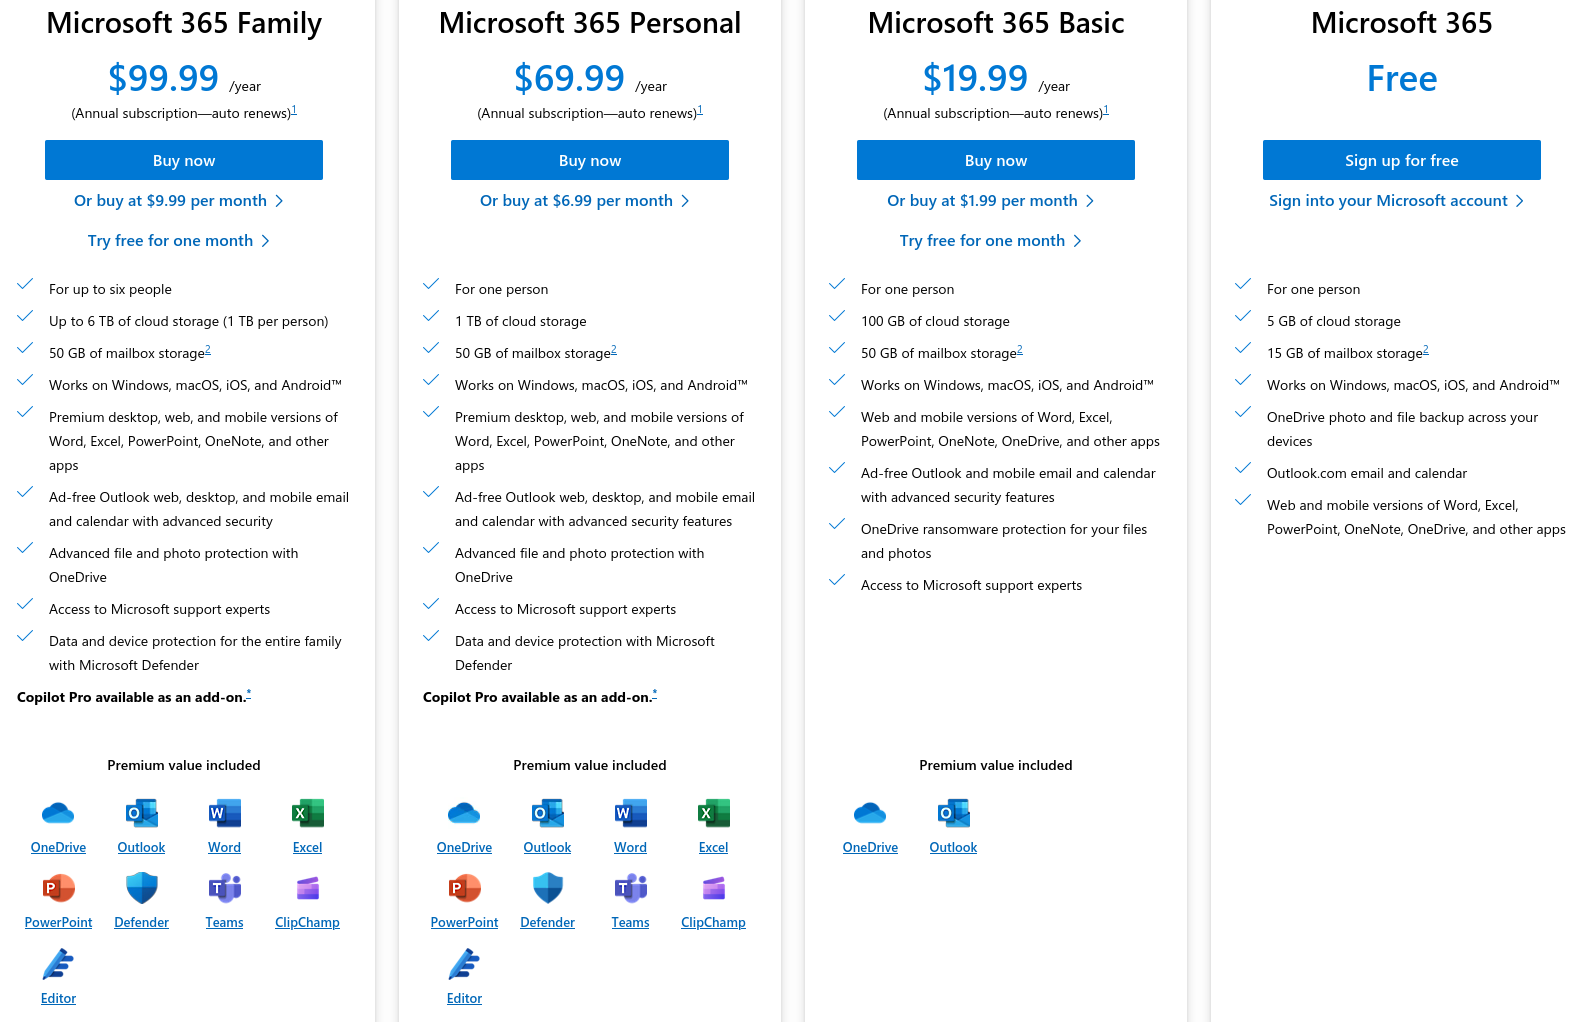 Microsoft 365 Family
$99.99 /year
(Annual subscription—auto renews)1
Buy now
Or buy at $9.99 per month
Try free for one month
For up to six people
Up to 6 TB of cloud storage (1 TB per person)
50 GB of mailbox storage2
Works on Windows, macOS, iOS, and Android™
Premium desktop, web, and mobile versions of
Word, Excel, PowerPoint, OneNote, and other
apps
Ad-free Outlook web, desktop, and mobile email
and calendar with advanced security
Advanced file and photo protection with
OneDrive
Access to Microsoft support experts
Data and device protection for the entire family
with Microsoft Defender
Copilot Pro available as an add-on.*
Premium value included
OneDrive Outlook Word Excel
PowerPoint Defender Teams ClipChamp
Editor
Microsoft 365 Personal
$69.99 /year
(Annual subscription—auto renews)1
Buy now
Or buy at $6.99 per month
For one person
1 TB of cloud storage
50 GB of mailbox storage2
Works on Windows, macOS, iOS, and Android™
Premium desktop, web, and mobile versions of
Word, Excel, PowerPoint, OneNote, and other
apps
Ad-free Outlook web, desktop, and mobile email
and calendar with advanced security features
Advanced file and photo protection with
OneDrive
Access to Microsoft support experts
Data and device protection with Microsoft
Defender
Copilot Pro available as an add-on.*
Premium value included
OneDrive Outlook Word Excel
PowerPoint Defender Teams ClipChamp
Editor
Microsoft 365 Basic
$19.99 /year
(Annual subscription—auto renews)1
Buy now
Or buy at $1.99 per month
Try free for one month
For one person
100 GB of cloud storage
50 GB of mailbox storage2
Works on Windows, macOS, iOS, and Android™
Web and mobile versions of Word, Excel,
PowerPoint, OneNote, OneDrive, and other apps
Ad-free Outlook and mobile email and calendar
with advanced security features
OneDrive ransomware protection for your files
and photos
Access to Microsoft support experts
Premium value included
OneDrive Outlook
Microsoft 365
Free
Sign up for free
Sign into your Microsoft account
For one person
5 GB of cloud storage
15 GB of mailbox storage2
Works on Windows, macOS, iOS, and Android™
OneDrive photo and file backup across your
devices
Outlook.com email and calendar
Web and mobile versions of Word, Excel,
PowerPoint, OneNote, OneDrive, and other apps